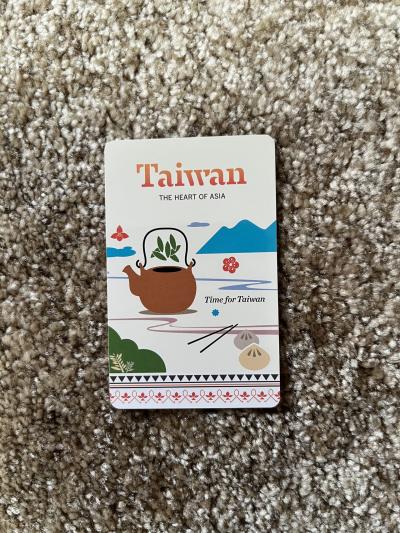 Taiwan
THE HEART OF ASIA
Time for Taiwan